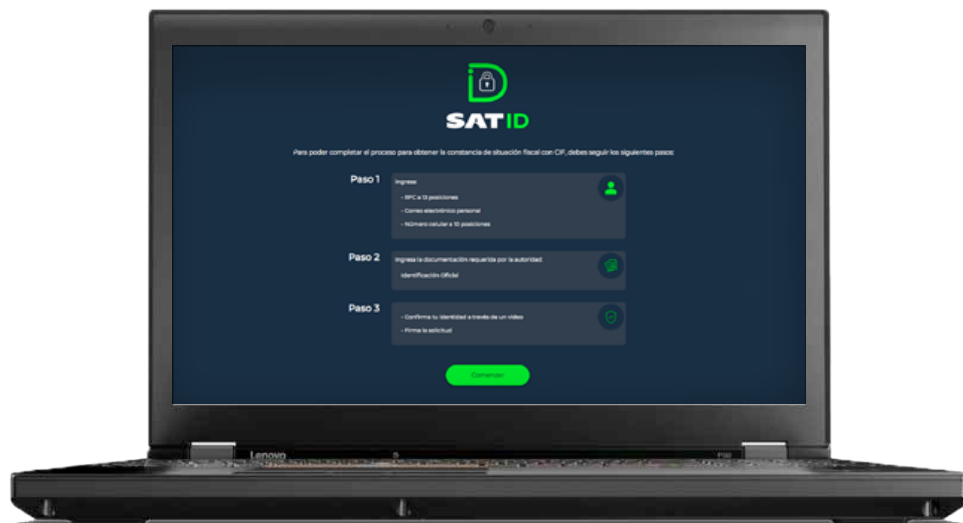 SAT ID
Para poder completar el proceso para obtener la constancia de situación fiscal con CIF, debes seguir los siguientes pasos:
Paso 1
Ingresa:
- RFC a 13 posiciones
- Correo electrónico personal
- Número celular a 10 posiciones
Paso 2
Ingresa la documentación requerida por la autoridad:
Identificación Oficial
Paso 3
- Confirma tu identidad a través de un video
- Firma la solicitud
Comenzar
Lenovo